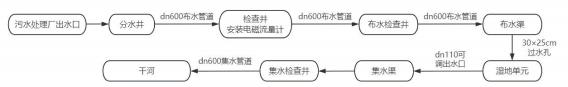 污水处理厂出水口
分水井
dn600布水管道
检查井
安装电磁流量计
dn600布水管道
布水检查井
dn600布水管道
布水渠
30×25cm
过水孔
湿地单元
dn110可
调出水口
集水渠
集水检查井
dn600集水管道
干河